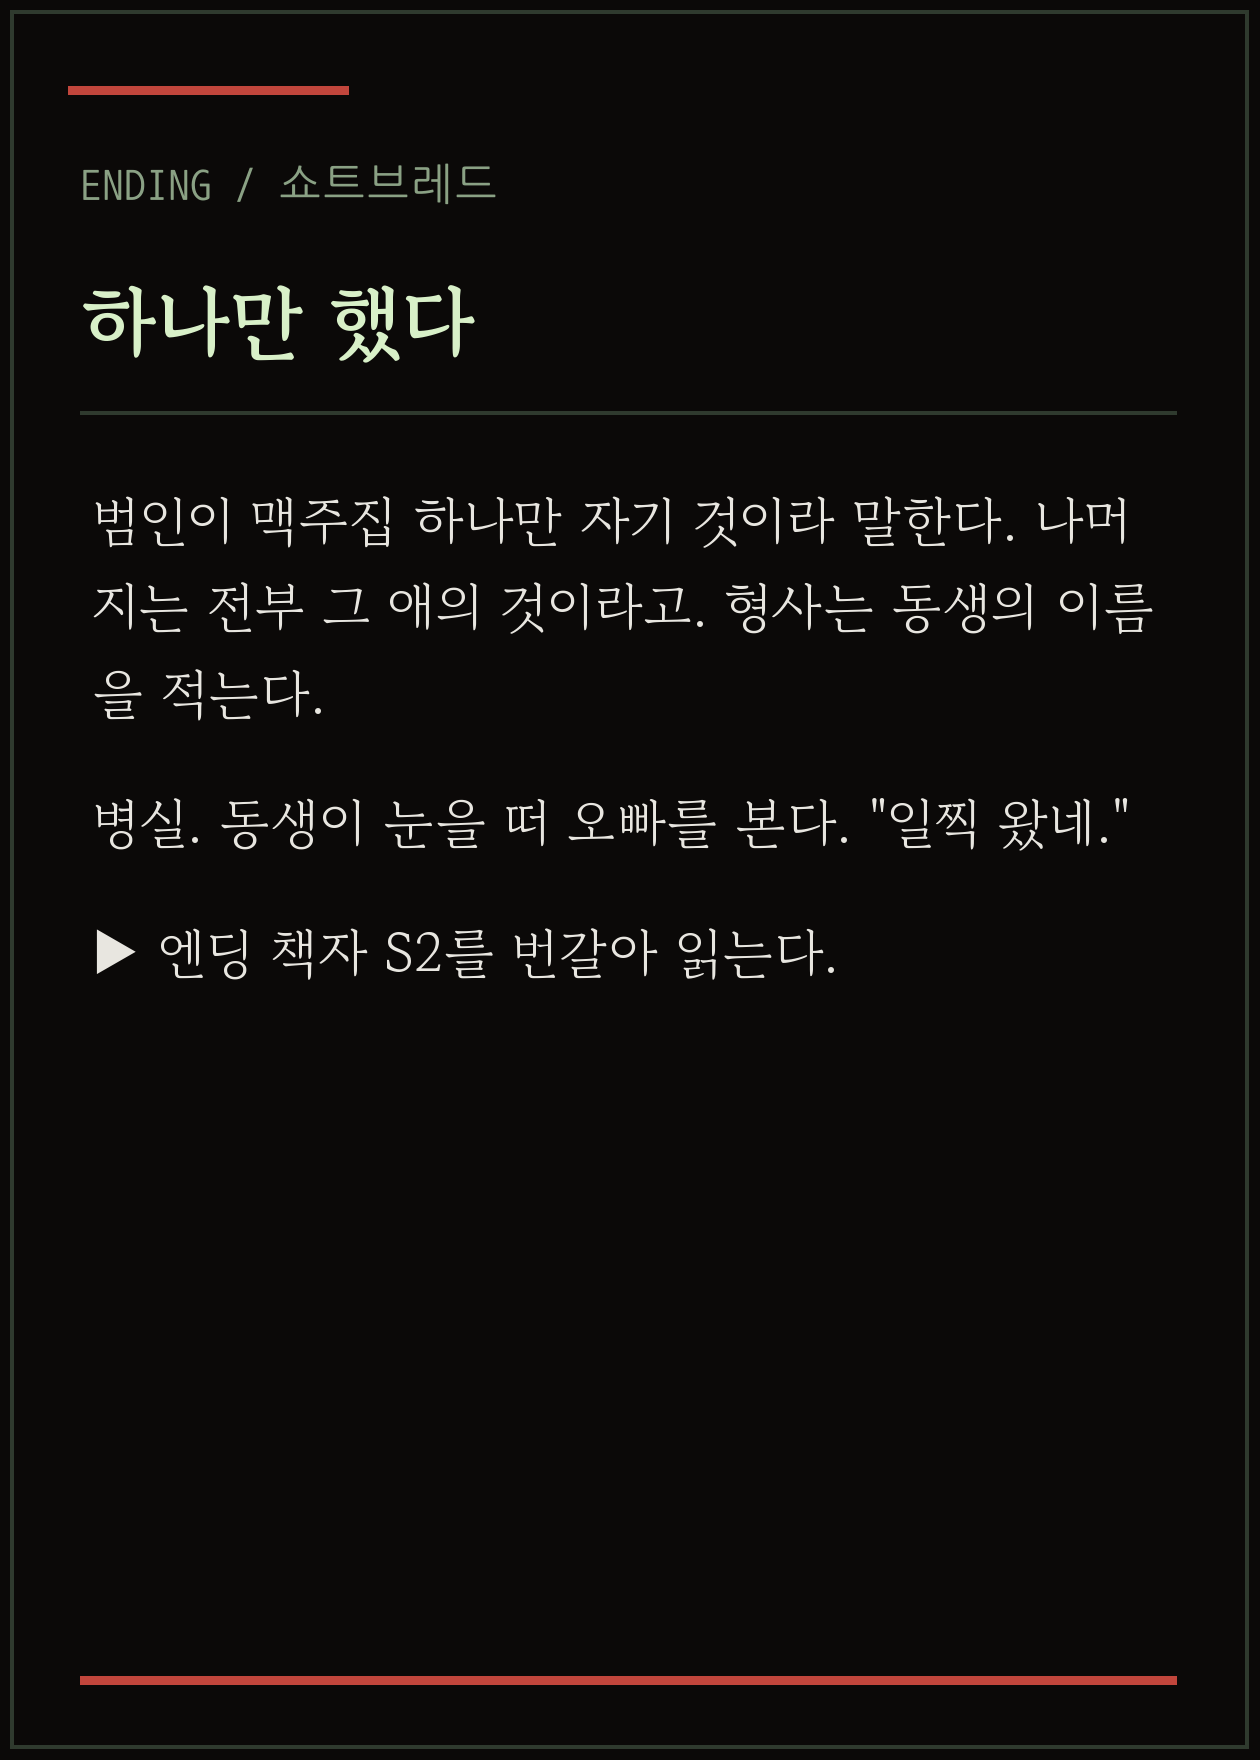 ENDING / 쇼트브레드
하나만 했다
범인이 맥주집 하나만 자기 것이라 말한다. 나머
지는 전부 그 애의 것이라고. 형사는 동생의 이름
을 적는다.
병실. 동생이 눈을 떠 오빠를 본다. "일찍 왔네."
▶ 엔딩 책자 S2를 번갈아 읽는다.